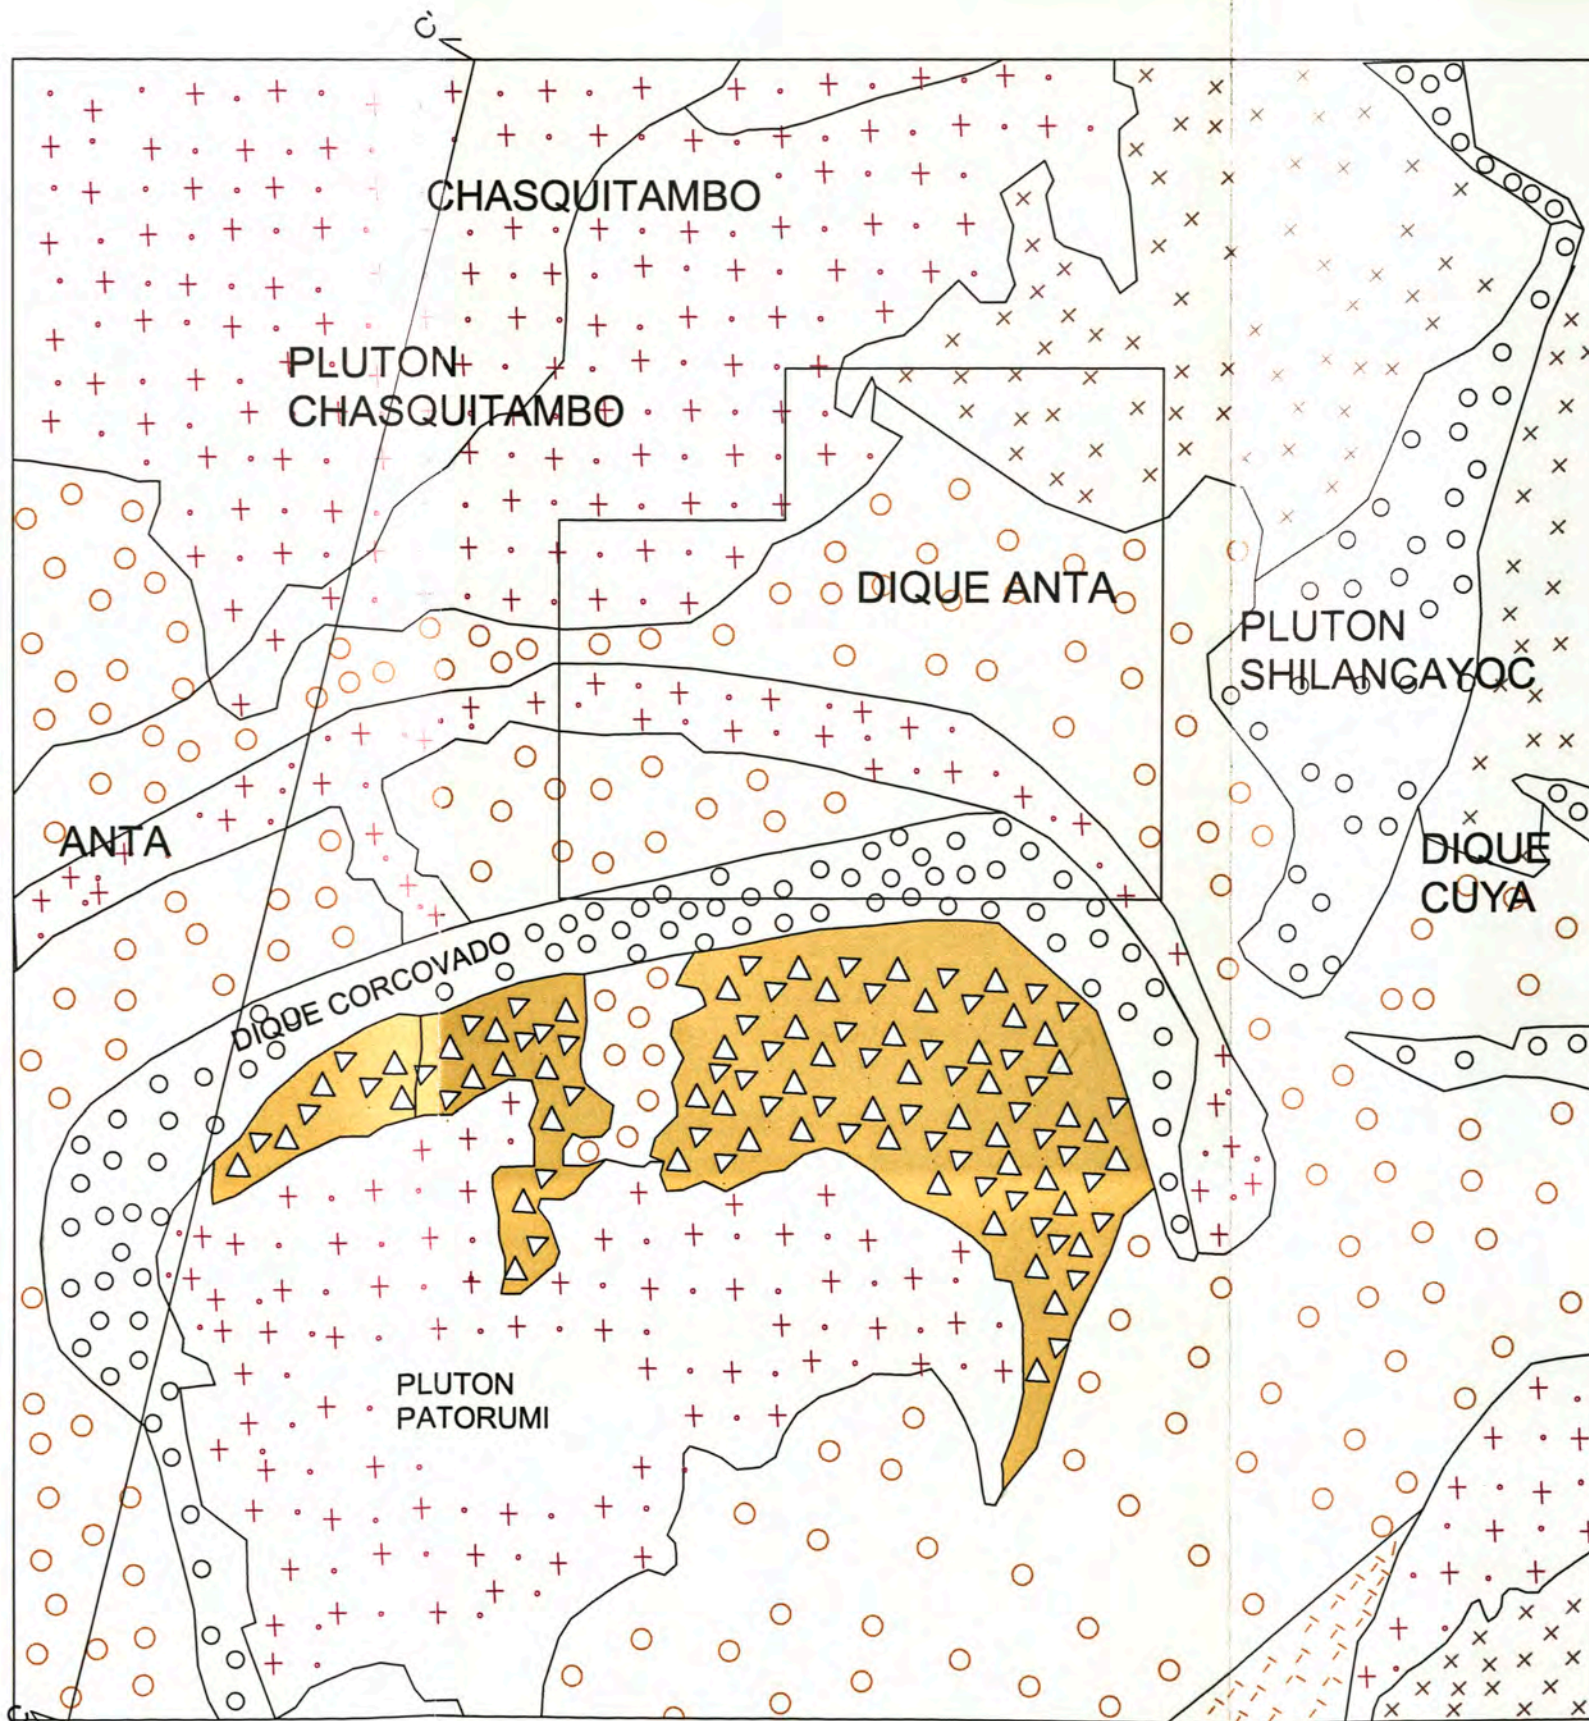 C'
CHASQUITAMBO
PLUTON
CHASQUITAMBO
DIQUE ANTA
PLUTON
SHILANCAYOC
ANTA
DIQUE
CUYA
DIQUE CORCOVADO
PLUTON
PATORUMI